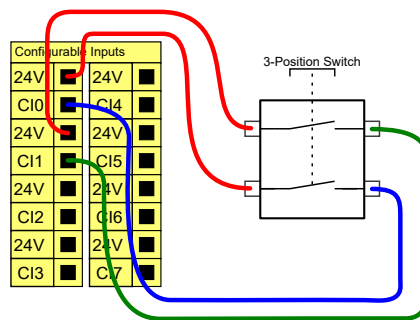 Configurable Inputs
3-Position Switch
24V 24V
CI0 CI4
24V 24V
CI1 CI5
24V 24V
CI2 CI6
24V 24V
CI3 CI7